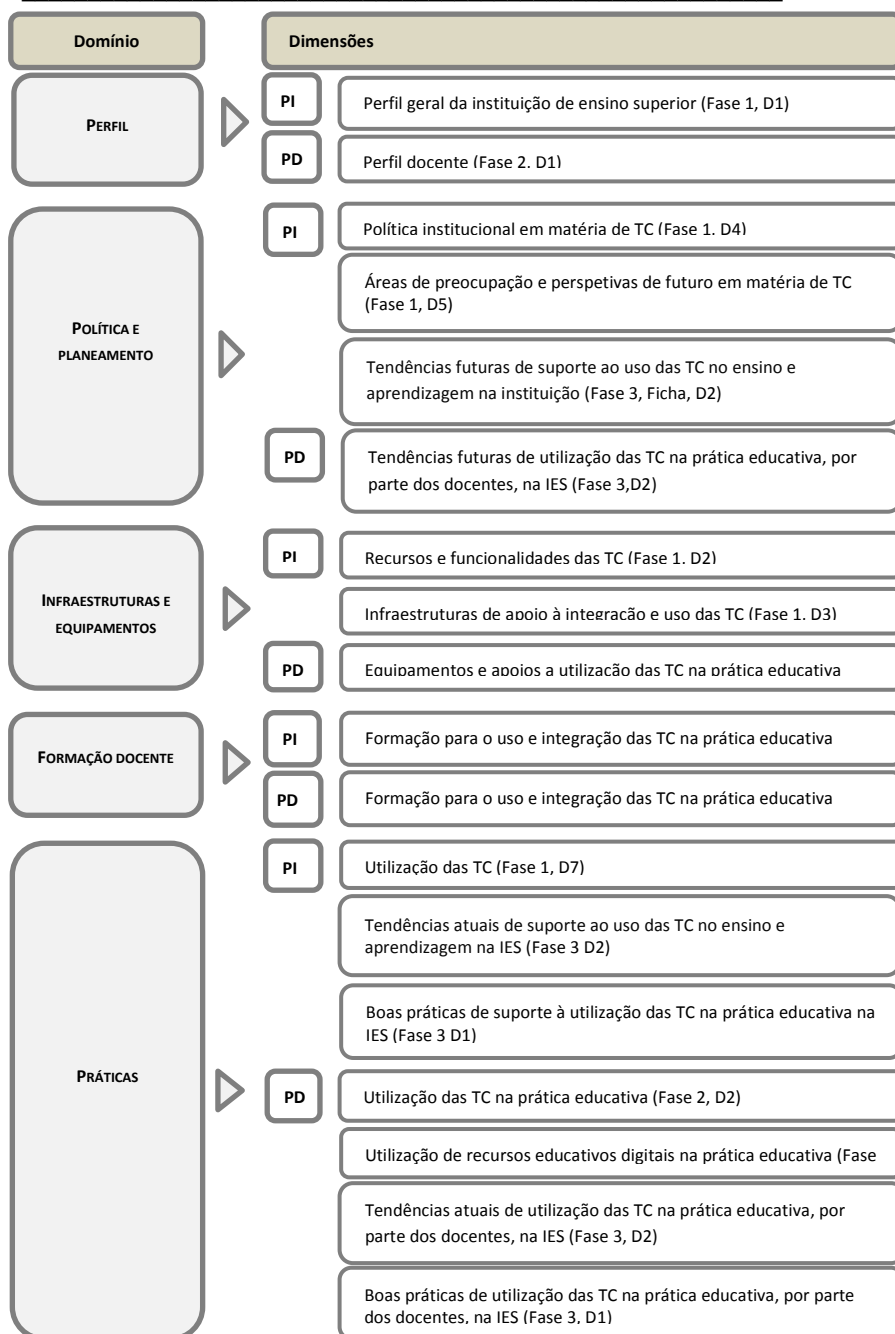 Domínio
Dimensões
PERFIL
PI
Perfil geral da instituição de ensino superior (Fase 1, D1)
PD
Perfil docente (Fase 2. D1)
POLÍTICA E
PLANEAMENTO
PI
Política institucional em matéria de TC (Fase 1. D4)
Áreas de preocupação e perspetivas de futuro em matéria de TC
(Fase 1, D5)
Tendências futuras de suporte ao uso das TC no ensino e
aprendizagem na instituição (Fase 3, Ficha, D2)
PD
Tendências futuras de utilização das TC na prática educativa, por
parte dos docentes, na IES (Fase 3,D2)
INFRAESTRUTURAS E
EQUIPAMENTOS
PI
Recursos e funcionalidades das TC (Fase 1. D2)
Infraestruturas de apoio à integração e uso das TC (Fase 1. D3)
PD
Equipamentos e apoios a utilização das TC na prática educativa
FORMAÇÃO DOCENTE
PI
Formação para o uso e integração das TC na prática educativa
PD
Formação para o uso e integração das TC na prática educativa
PRÁTICAS
PI
Utilização das TC (Fase 1, D7)
Tendências atuais de suporte ao uso das TC no ensino e
aprendizagem na IES (Fase 3 D2)
Boas práticas de suporte à utilização das TC na prática educativa na
IES (Fase 3 D1)
PD
Utilização das TC na prática educativa (Fase 2, D2)
Utilização de recursos educativos digitais na prática educativa (Fase
Tendências atuais de utilização das TC na prática educativa, por
parte dos docentes, na IES (Fase 3, D2)
Boas práticas de utilização das TC na prática educativa, por parte
dos docentes, na IES (Fase 3, D1)